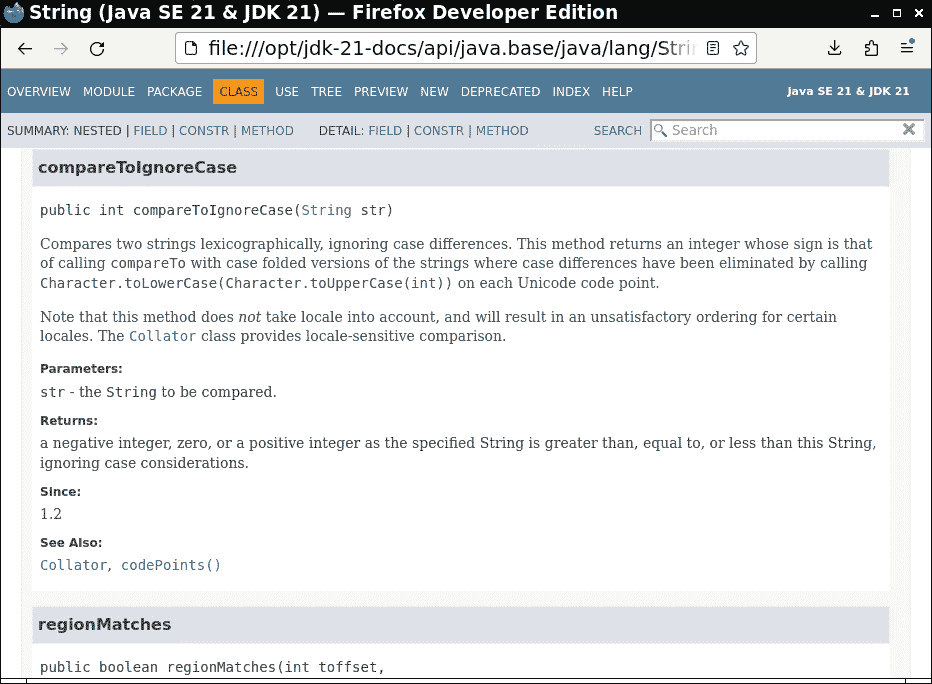 String (Java SE 21 & JDK 21) — Firefox Developer Edition
file:///opt/jdk-21-docs/api/java.base/java/lang/Strin
OVERVIEW MODULE PACKAGE CLASS USE TREE PREVIEW NEW DEPRECATED INDEX HELP Java SE 21 & JDK 21
SUMMARY: NESTED | FIELD | CONSTR | METHOD DETAIL: FIELD | CONSTR | METHOD SEARCH Search
compareToIgnoreCase
public int compareToIgnoreCase(String str)
Compares two strings lexicographically, ignoring case differences. This method returns an integer whose sign is that
of calling compareTo with case folded versions of the strings where case differences have been eliminated by calling
Character.toLowerCase(Character.toUpperCase(int)) on each Unicode code point.
Note that this method does not take locale into account, and will result in an unsatisfactory ordering for certain
locales. The Collator class provides locale-sensitive comparison.
Parameters:
str - the String to be compared.
Returns:
a negative integer, zero, or a positive integer as the specified String is greater than, equal to, or less than this String,
ignoring case considerations.
Since:
1.2
See Also:
Collator, codePoints()
regionMatches
public boolean regionMatches(int toffset,